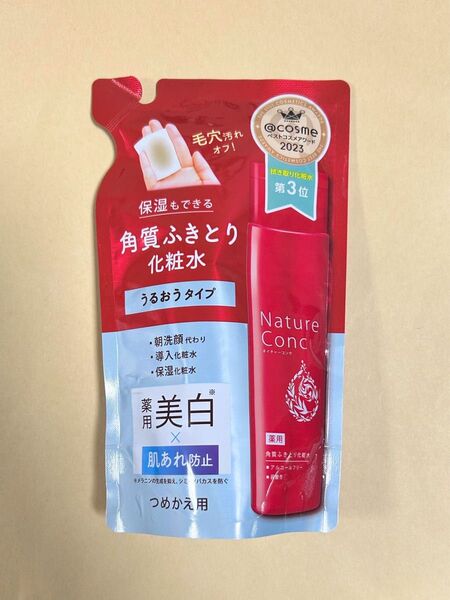 毛穴汚れ
オフ!
@cosme
ベストコスメアワード
2023
拭き取り化粧水
第3位
保湿もできる
角質ふきとり
化粧水
うるおうタイプ
・朝洗顔代わり
・導入化粧水
・保湿化粧水
薬用美白※
×
肌あれ防止
※メラニンの生成を抑え、シミ・ソバカスを防ぐ
つめかえ用
Nature
Conc
ネイチャーコンク
薬用
角質ふきとり化粧水
●アルコールフリー